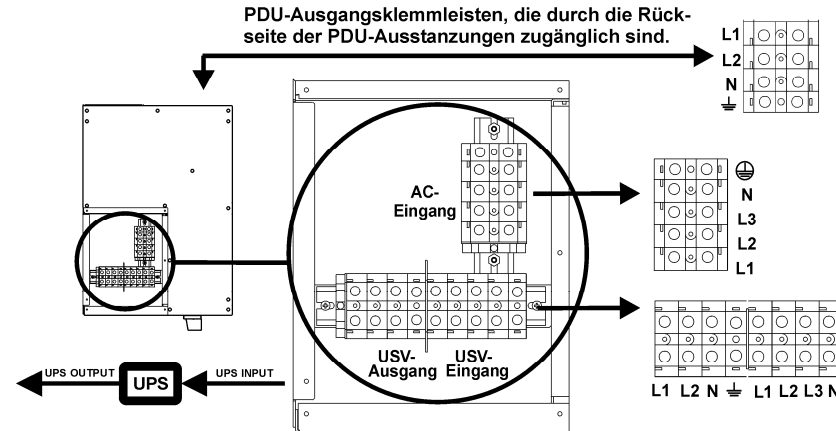 PDU-Ausgangsklemmleisten, die durch die Rück-
seite der PDU-Ausstanzungen zugänglich sind.
L1
L2
N
AC-
Eingang
N
L3
L2
L1
USV-
Ausgang
USV-
Eingang
UPS OUTPUT
UPS
UPS INPUT
L1 L2 N L1 L2 L3 N